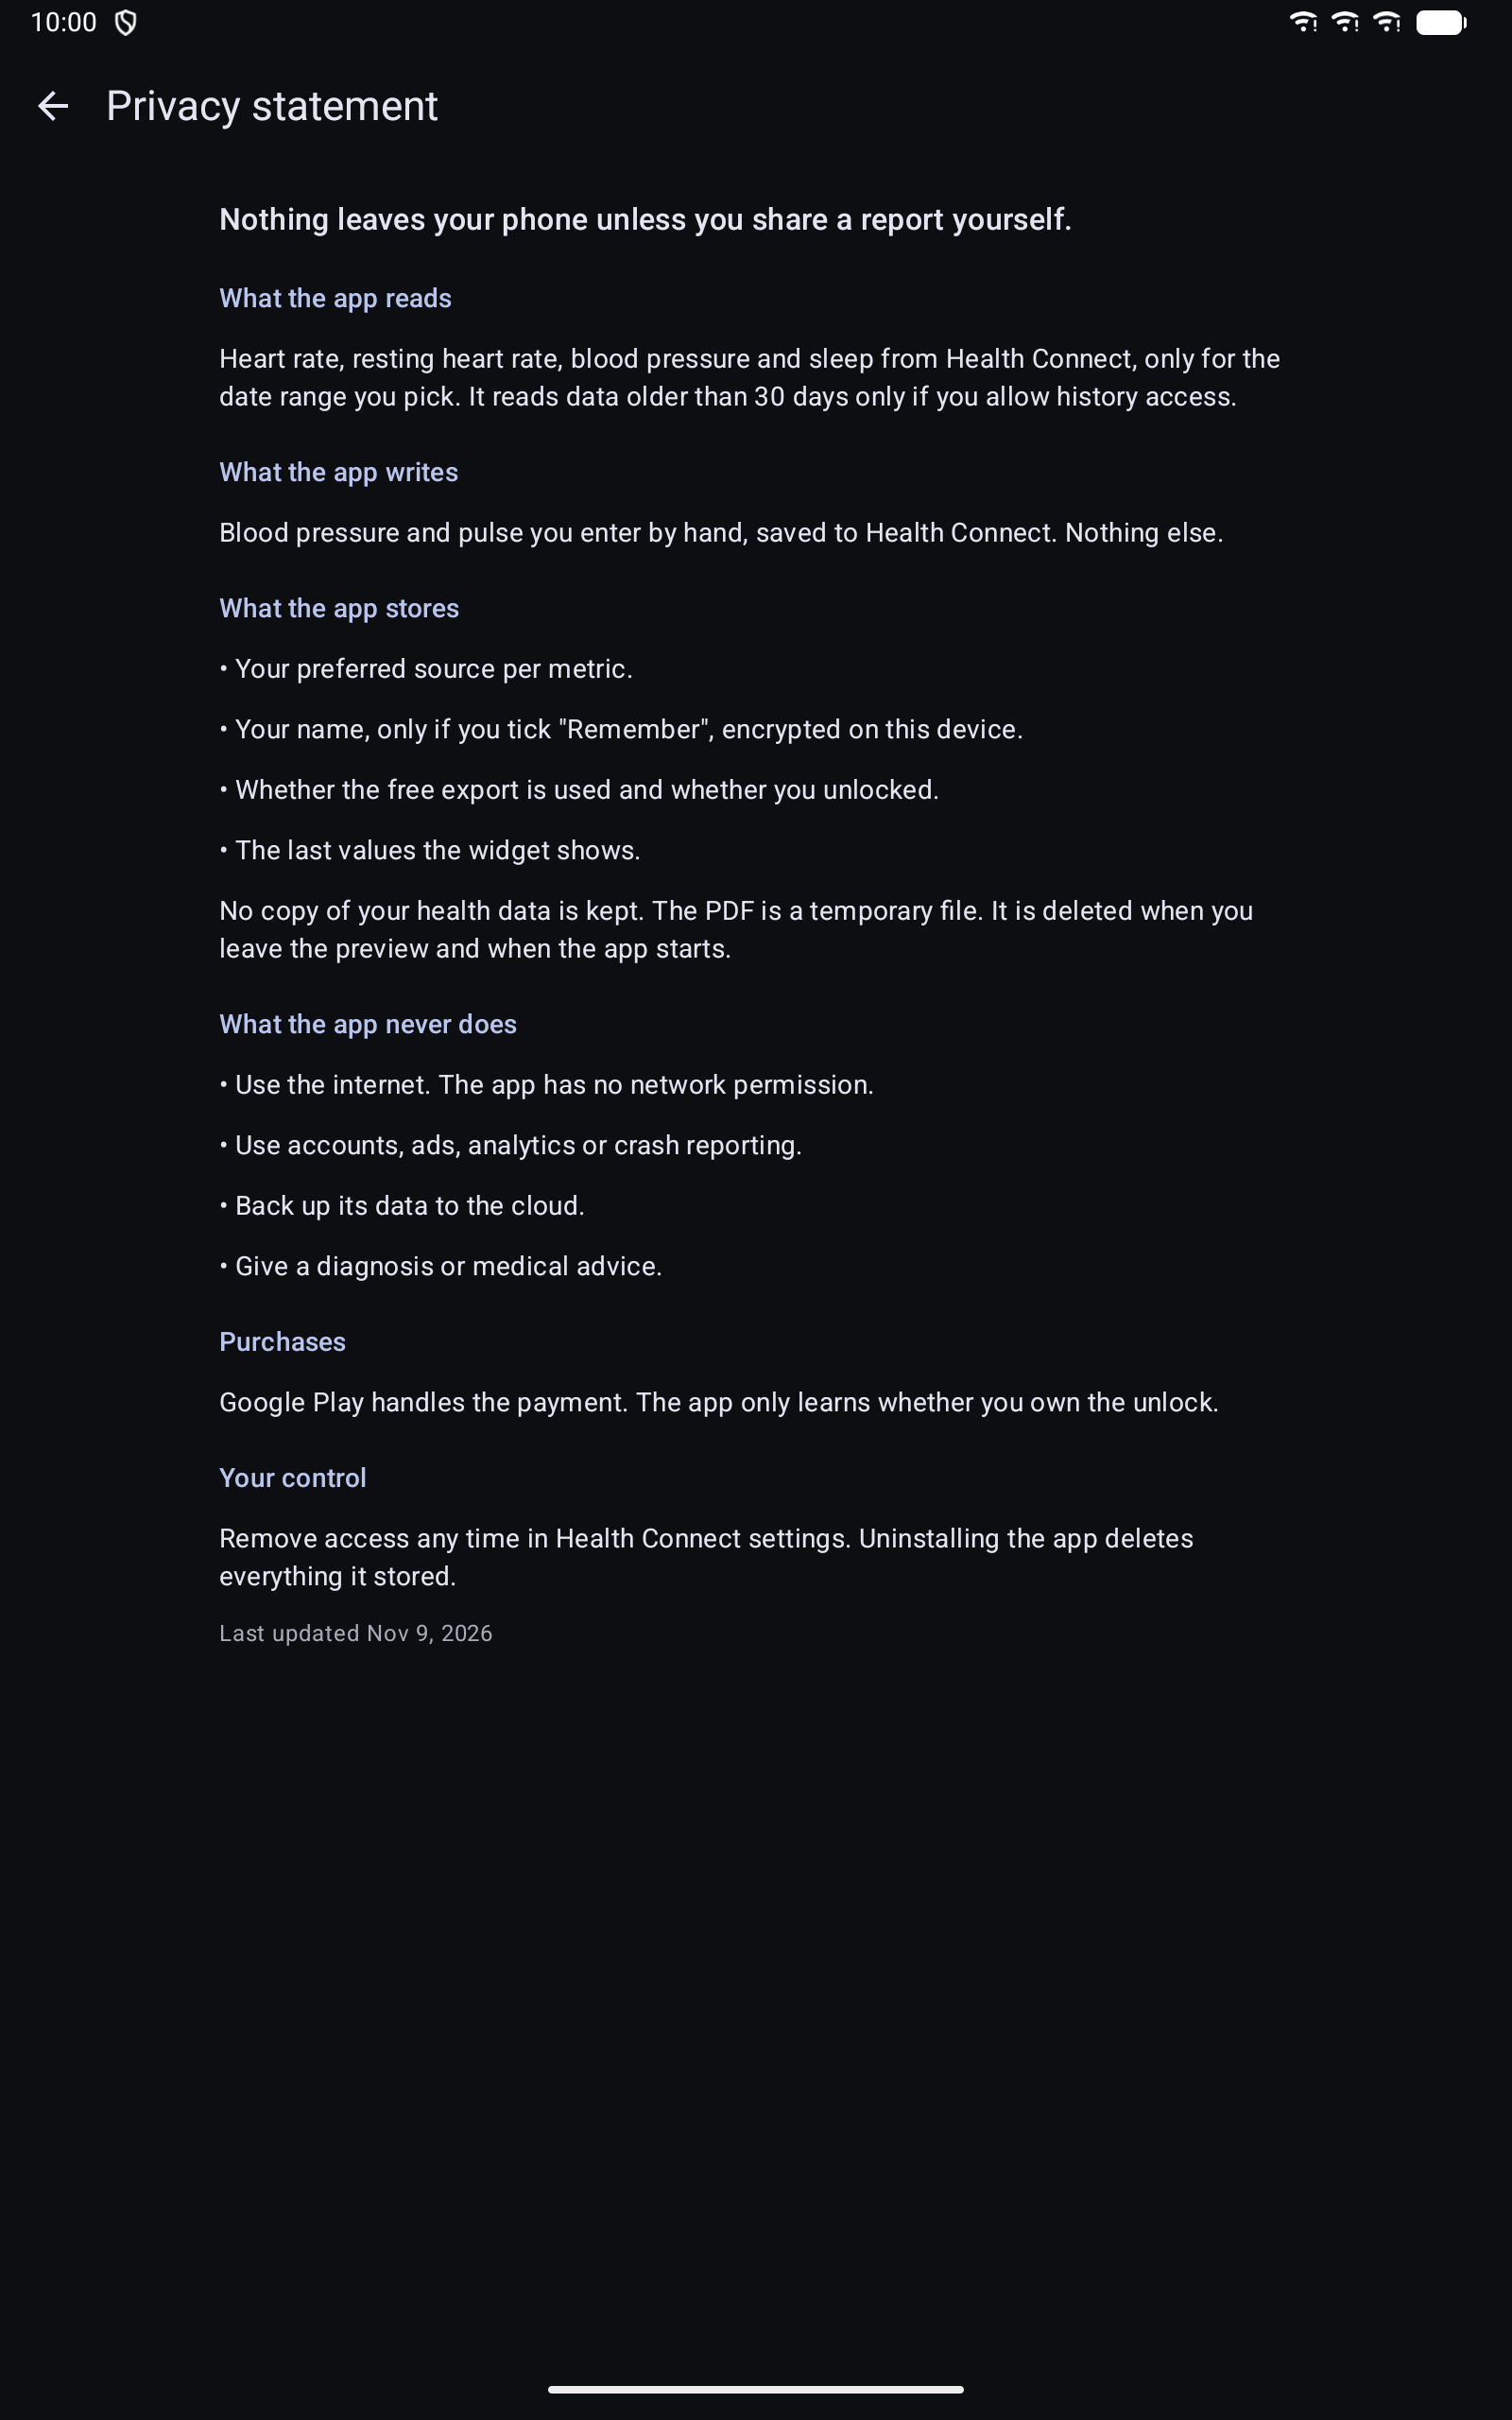 10:00
Privacy statement
Nothing leaves your phone unless you share a report yourself.
What the app reads
Heart rate, resting heart rate, blood pressure and sleep from Health Connect, only for the
date range you pick. It reads data older than 30 days only if you allow history access.
What the app writes
Blood pressure and pulse you enter by hand, saved to Health Connect. Nothing else.
What the app stores
• Your preferred source per metric.
• Your name, only if you tick "Remember", encrypted on this device.
• Whether the free export is used and whether you unlocked.
• The last values the widget shows.
No copy of your health data is kept. The PDF is a temporary file. It is deleted when you
leave the preview and when the app starts.
What the app never does
• Use the internet. The app has no network permission.
• Use accounts, ads, analytics or crash reporting.
• Back up its data to the cloud.
• Give a diagnosis or medical advice.
Purchases
Google Play handles the payment. The app only learns whether you own the unlock.
Your control
Remove access any time in Health Connect settings. Uninstalling the app deletes
everything it stored.
Last updated Nov 9, 2026